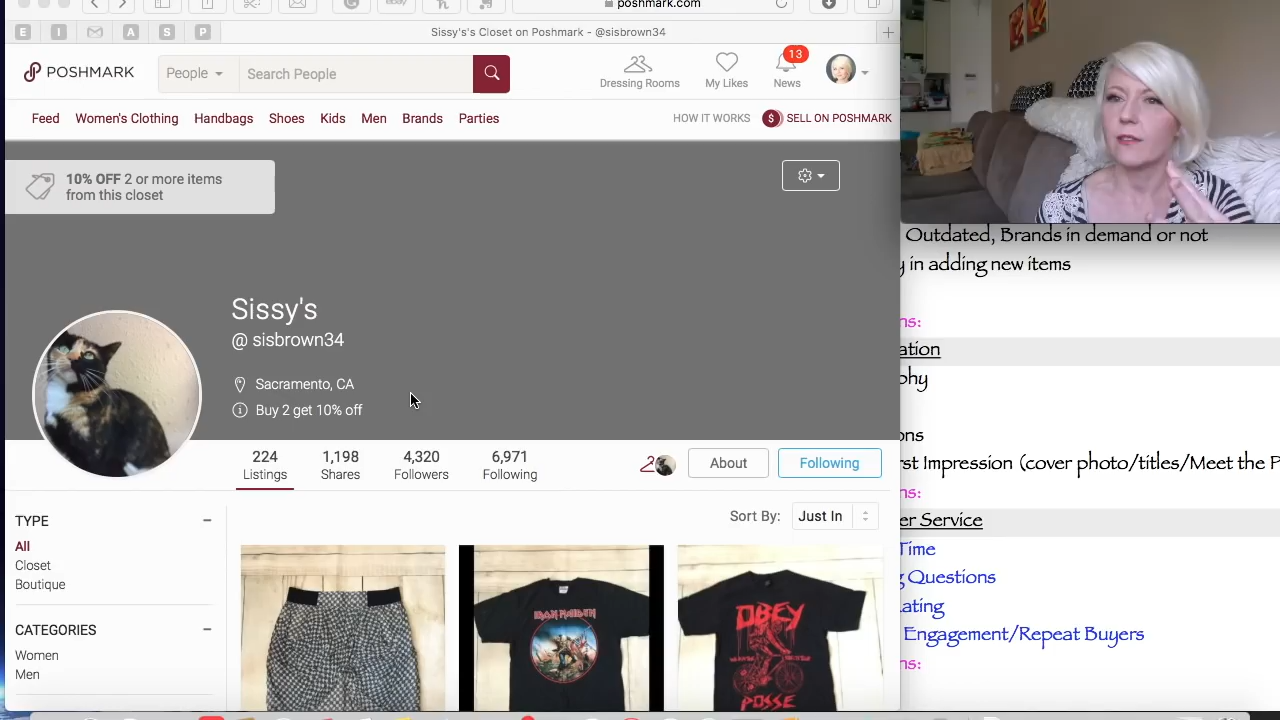 poshmark.com
E I A S P
Sissy's's Closet on Poshmark - @sisbrown34
POSHMARK
People
Search People
Dressing Rooms
My Likes
13
News
Feed
Women's Clothing
Handbags
Shoes
Kids
Men
Brands
Parties
HOW IT WORKS
$ SELL ON POSHMARK
10% OFF 2 or more items
from this closet
Sissy's
@ sisbrown34
Sacramento, CA
Buy 2 get 10% off
224
Listings
1,198
Shares
4,320
Followers
6,971
Following
About
Following
Sort By:
Just In
TYPE
All
Closet
Boutique
CATEGORIES
Women
Men
IRON MAIDEN
OBEY
POSSE
Outdated, Brands in demand or not
y in adding new items
ns:
ation
phy
ons
rst Impression (cover photo/titles/Meet the P
ns:
er Service
Time
g Questions
ating
Engagement/Repeat Buyers
ns: